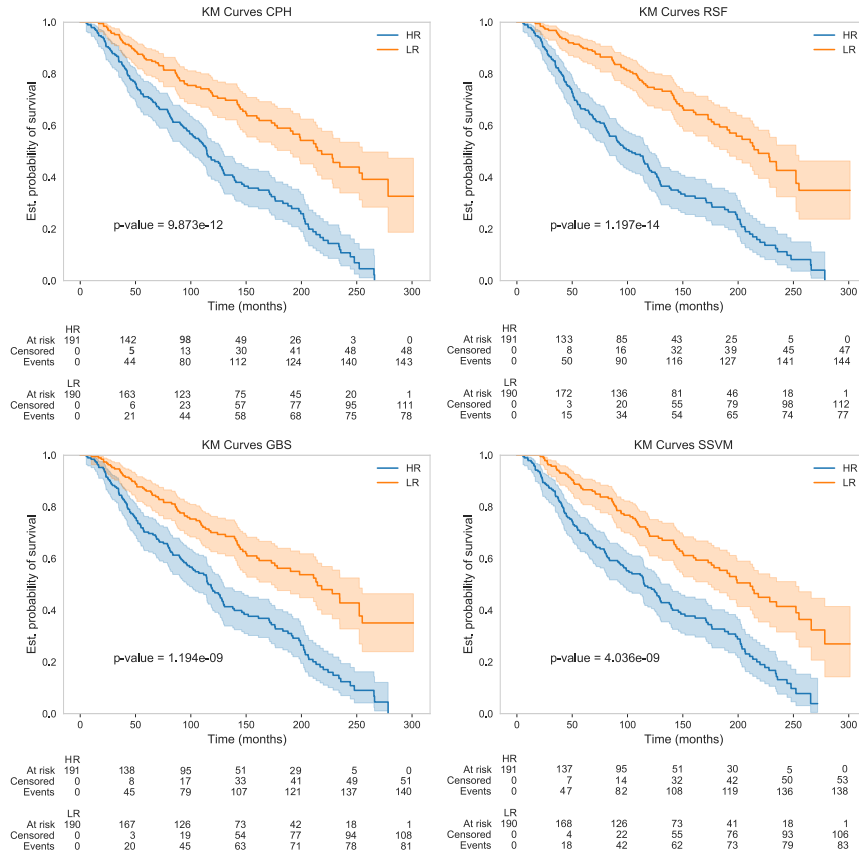 KM Curves CPH
HR
LR
Est, probability of survival
1.0
0.8
0.6
0.4
0.2
0.0
p-value = 9.873e-12
0 50 100 150 200 250 300
Time (months)
HR
At risk 191 142 98 49 26 3 0
Censored 0 5 13 30 41 48 48
Events 0 44 80 112 124 140 143
LR
At risk 190 163 123 75 45 20 1
Censored 0 6 23 57 77 95 111
Events 0 21 44 58 68 75 78
KM Curves RSF
HR
LR
Est, probability of survival
1.0
0.8
0.6
0.4
0.2
0.0
p-value = 1.197e-14
0 50 100 150 200 250 300
Time (months)
HR
At risk 191 133 85 43 25 5 0
Censored 0 8 16 32 39 45 47
Events 0 50 90 116 127 141 144
LR
At risk 190 172 136 81 46 18 1
Censored 0 3 20 55 79 98 112
Events 0 15 34 54 65 74 77
KM Curves GBS
HR
LR
Est, probability of survival
1.0
0.8
0.6
0.4
0.2
0.0
p-value = 1.194e-09
0 50 100 150 200 250 300
Time (months)
HR
At risk 191 138 95 51 29 5 0
Censored 0 8 17 33 41 49 51
Events 0 45 79 107 121 137 140
LR
At risk 190 167 126 73 42 18 1
Censored 0 3 19 54 77 94 108
Events 0 20 45 63 71 78 81
KM Curves SSVM
HR
LR
Est, probability of survival
1.0
0.8
0.6
0.4
0.2
0.0
p-value = 4.036e-09
0 50 100 150 200 250 300
Time (months)
HR
At risk 191 137 95 51 30 5 0
Censored 0 7 14 32 42 50 53
Events 0 47 82 108 119 136 138
LR
At risk 190 168 126 73 41 18 1
Censored 0 4 22 55 76 93 106
Events 0 18 42 62 73 79 83